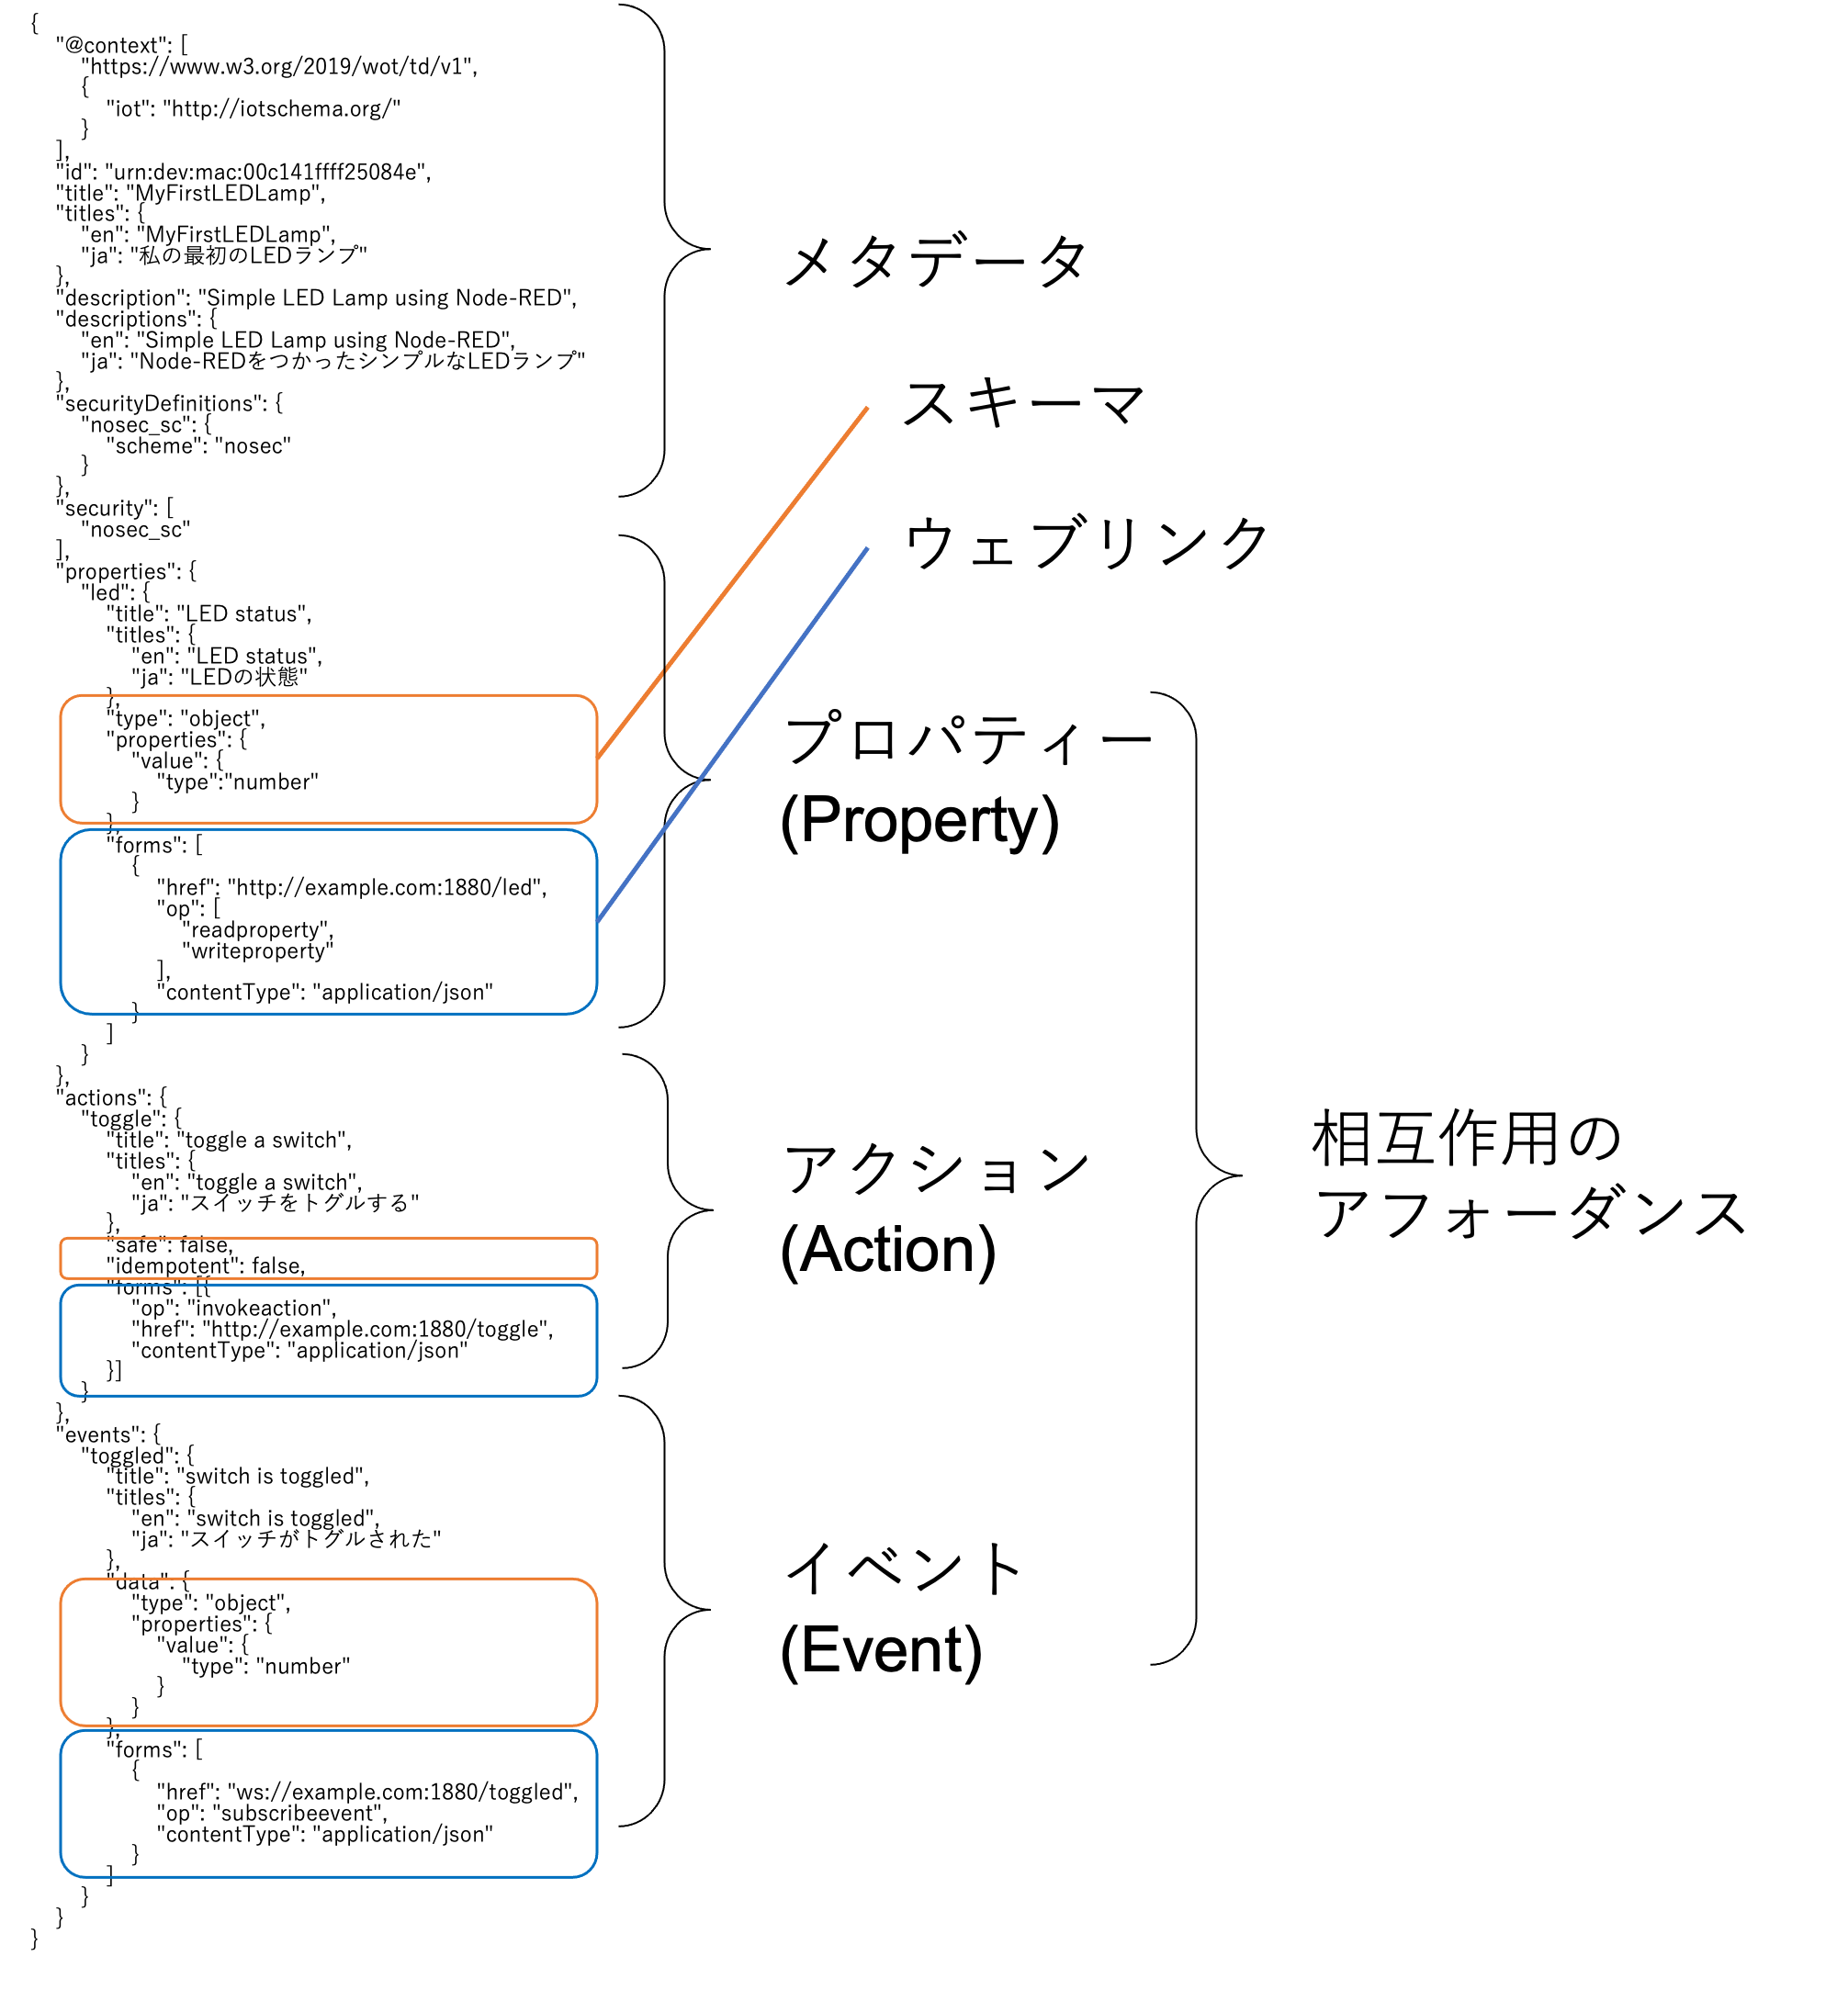 {
"@context": [
"https://www.w3.org/2019/wot/td/v1",
{
"iot": "http://iotschema.org/"
}
],
"id": "urn:dev:mac:00c141ffff25084e",
"title": "MyFirstLEDLamp",
"titles": {
"en": "MyFirstLEDLamp",
"ja": "私の最初のLEDランプ"
},
"description": "Simple LED Lamp using Node-RED",
"descriptions": {
"en": "Simple LED Lamp using Node-RED",
"ja": "Node-REDをつかったシンプルなLEDランプ"
},
"securityDefinitions": {
"nosec_sc": {
"scheme": "nosec"
}
},
"security": [
"nosec_sc"
],
"properties": {
"led": {
"title": "LED status",
"titles": {
"en": "LED status",
"ja": "LEDの状態"
},
"type": "object",
"properties": {
"value": {
"type":"number"
}
},
"forms": [
{
"href": "http://example.com:1880/led",
"op": [
"readproperty",
"writeproperty"
],
"contentType": "application/json"
}
]
}
},
"actions": {
"toggle": {
"title": "toggle a switch",
"titles": {
"en": "toggle a switch",
"ja": "スイッチをトグルする"
},
"safe": false,
"idempotent": false,
"forms": [{
"op": "invokeaction",
"href": "http://example.com:1880/toggle",
"contentType": "application/json"
}]
}
},
"events": {
"toggled": {
"title": "switch is toggled",
"titles": {
"en": "switch is toggled",
"ja": "スイッチがトグルされた"
},
"data": {
"type": "object",
"properties": {
"value": {
"type": "number"
}
}
},
"forms": [
{
"href": "ws://example.com:1880/toggled",
"op": "subscribeevent",
"contentType": "application/json"
}
]
}
}
}
メタデータ
スキーマ
ウェブリンク
プロパティー
(Property)
アクション
(Action)
イベント
(Event)
相互作用の
アフォーダンス